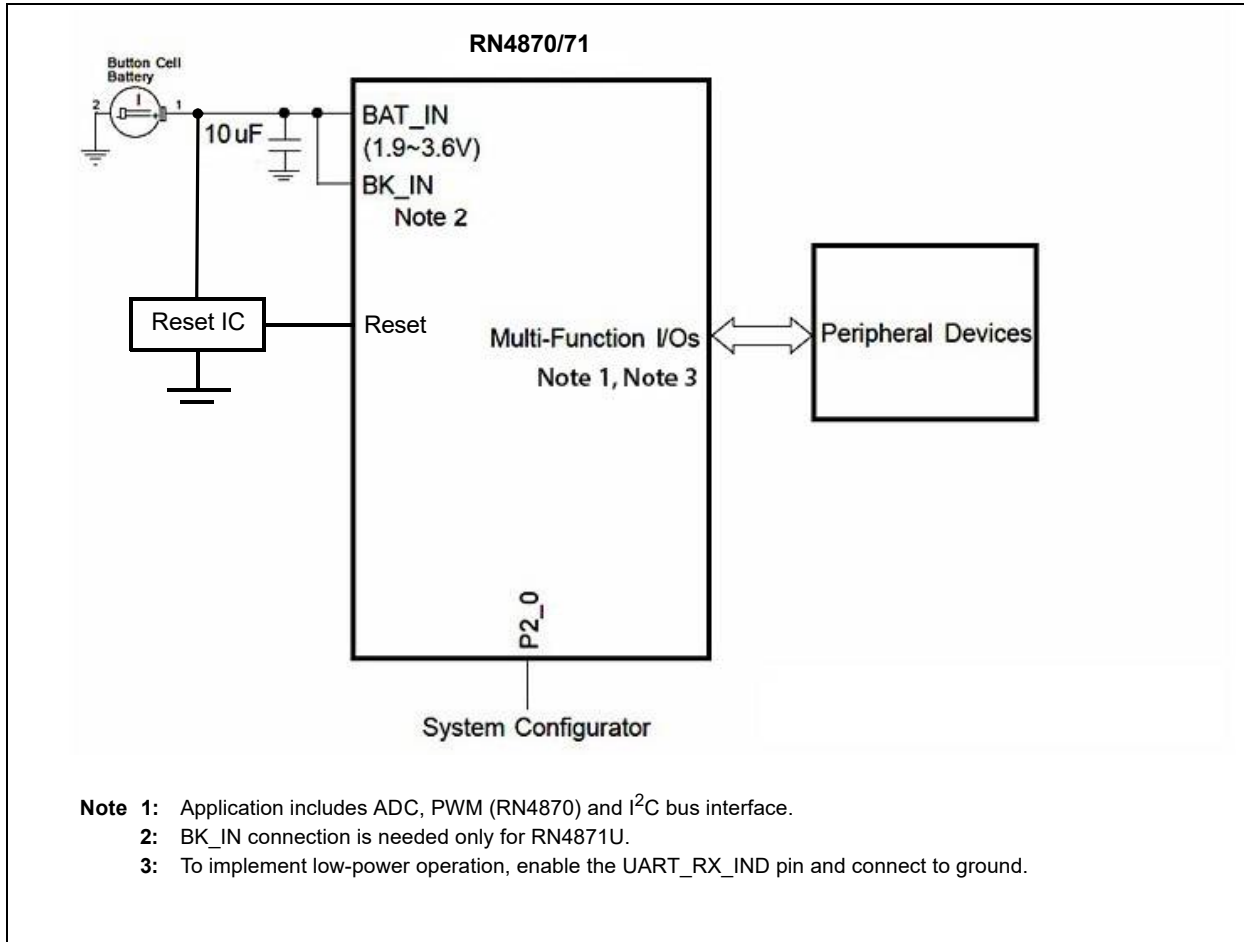 RN4870/71
Button Cell
Battery
2
1
10 uF
BAT_IN
(1.9~3.6V)
BK_IN
Note 2
Reset IC
Reset
Multi-Function I/Os
Note 1, Note 3
Peripheral Devices
P2_0
System Configurator
Note 1: Application includes ADC, PWM (RN4870) and I2C bus interface.
2: BK_IN connection is needed only for RN4871U.
3: To implement low-power operation, enable the UART_RX_IND pin and connect to ground.